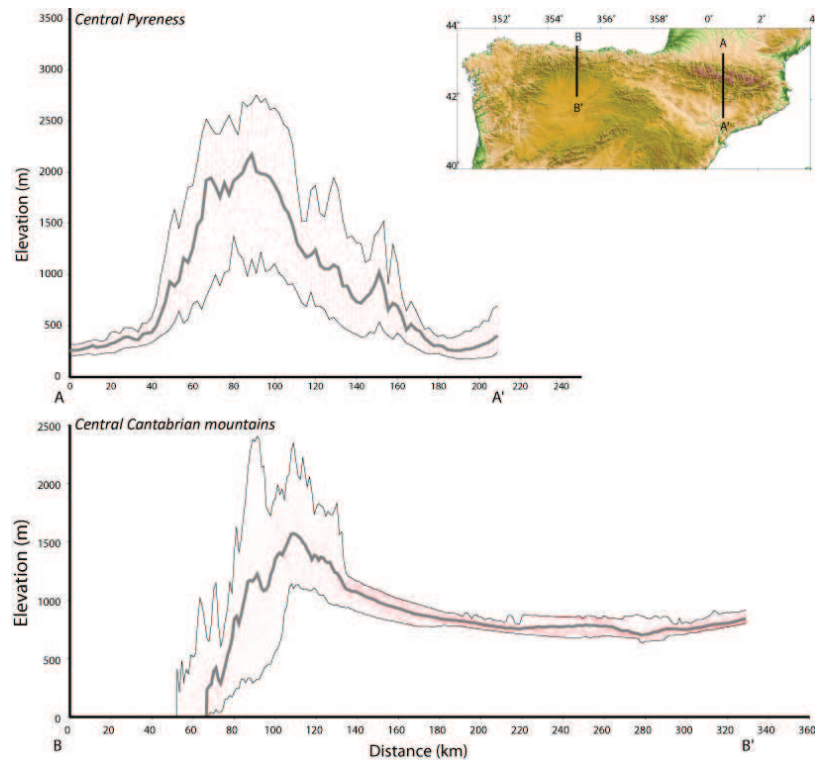 Central Pyreness
3500
3000
2500
2000
1500
1000
500
0
Elevation (m)
0 20 40 60 80 100 120 140 160 180 200 220 240
A A'
352° 354° 356° 358° 0° 2° 4
44°
42°
40°
B
B'
A
A'
Central Cantabrian mountains
2500
2000
1500
1000
500
0
Elevation (m)
0 20 40 60 80 100 120 140 160 180 200 220 240 260 280 300 320 340 360
B Distance (km) B'